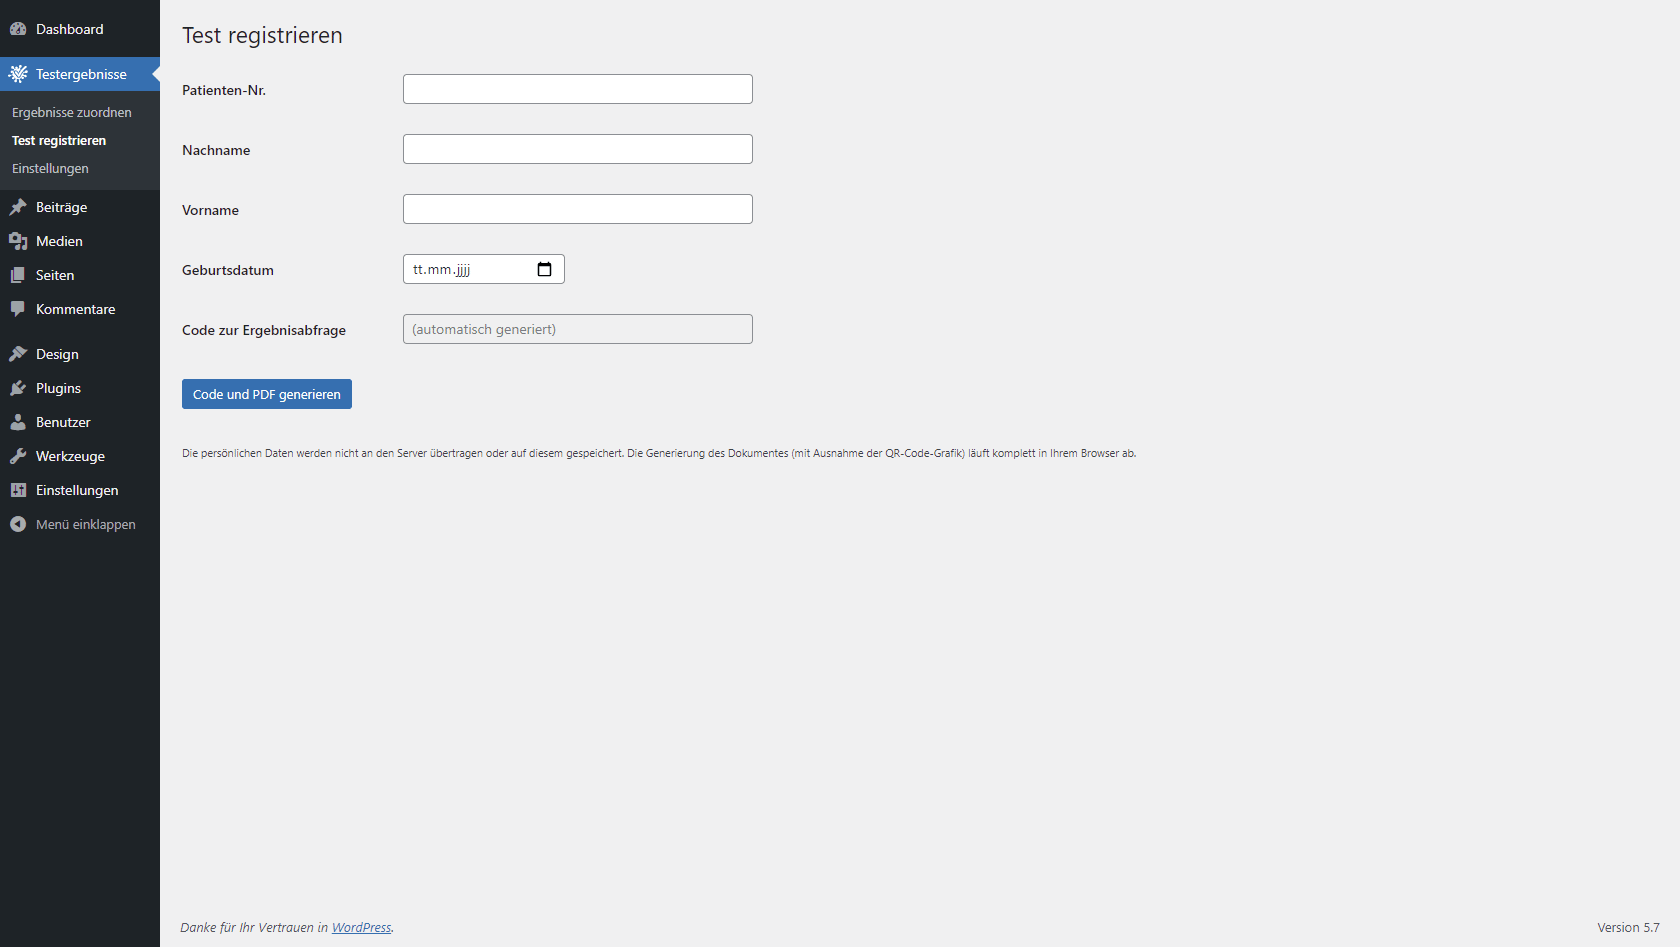 Dashboard
Testergebnisse
Ergebnisse zuordnen
Test registrieren
Einstellungen
Beiträge
Medien
Seiten
Kommentare
Design
Plugins
Benutzer
Werkzeuge
Einstellungen
Menü einklappen
Test registrieren
Patienten-Nr.
Nachname
Vorname
Geburtsdatum
tt.mm.jjjj
Code zur Ergebnisabfrage
(automatisch generiert)
Code und PDF generieren
Die persönlichen Daten werden nicht an den Server übertragen oder auf diesem gespeichert. Die Generierung des Dokumentes (mit Ausnahme der QR-Code-Grafik) läuft komplett in Ihrem Browser ab.
Danke für Ihr Vertrauen in WordPress.
Version 5.7